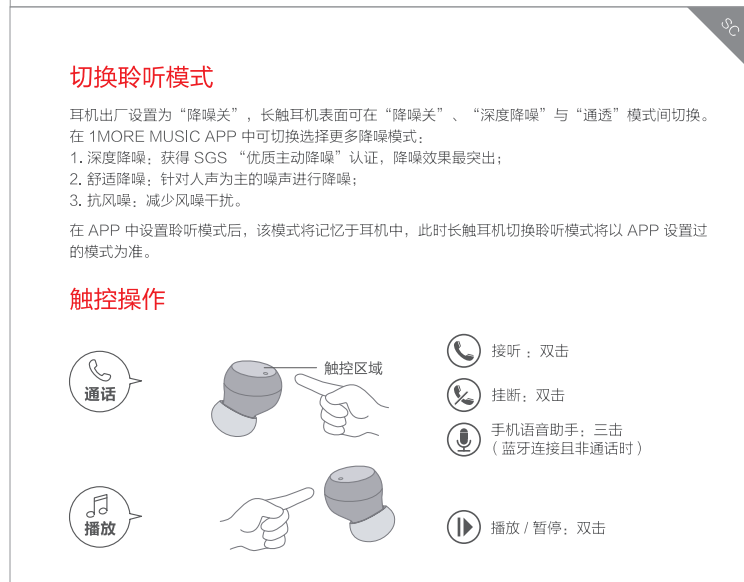 SC
切换聆听模式
耳机出厂设置为“降噪关”，长触耳机表面可在“降噪关”、“深度降噪”与“通透”模式间切换。
在 1MORE MUSIC APP 中可切换选择更多降噪模式：
1. 深度降噪：获得 SGS “优质主动降噪”认证，降噪效果最突出；
2. 舒适降噪：针对人声为主的噪声进行降噪；
3. 抗风噪：减少风噪干扰。
在 APP 中设置聆听模式后，该模式将记忆于耳机中，此时长触耳机切换聆听模式将以 APP 设置过
的模式为准。
触控操作
通话
触控区域
接听：双击
挂断：双击
手机语音助手：三击
（蓝牙连接且非通话时）
播放
播放 / 暂停：双击